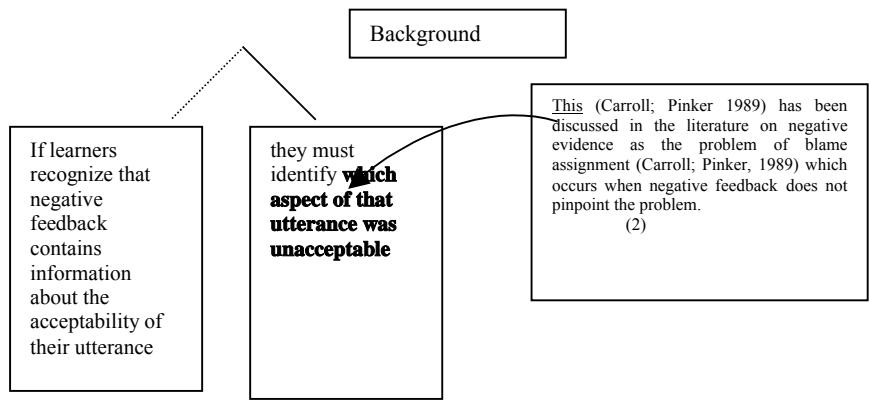 Background
If learners
recognize that
negative
feedback
contains
information
about the
acceptability of
their utterance
they must
identify which
aspect of that
utterance was
unacceptable
This (Carroll; Pinker 1989) has been
discussed in the literature on negative
evidence as the problem of blame
assignment (Carroll; Pinker, 1989) which
occurs when negative feedback does not
pinpoint the problem.
(2)